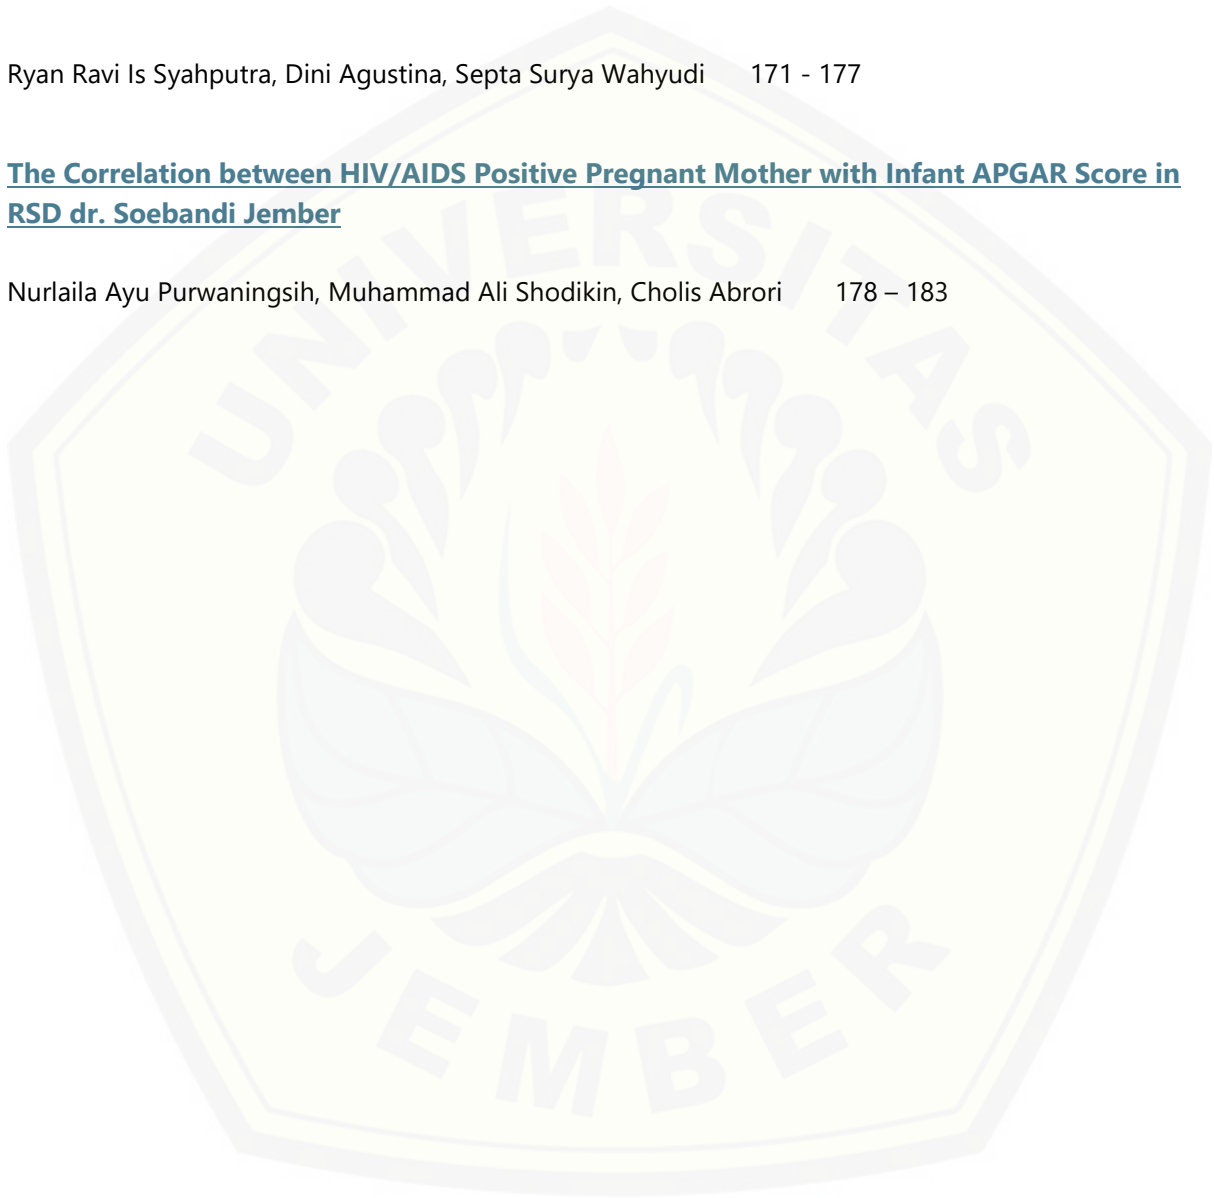 Ryan Ravi Is Syahputra, Dini Agustina, Septa Surya Wahyudi 171 - 177
The Correlation between HIV/AIDS Positive Pregnant Mother with Infant APGAR Score in
RSD dr. Soebandi Jember
Nurlaila Ayu Purwaningsih, Muhammad Ali Shodikin, Cholis Abrori 178 – 183
UNIVERSITAS
JEMBER